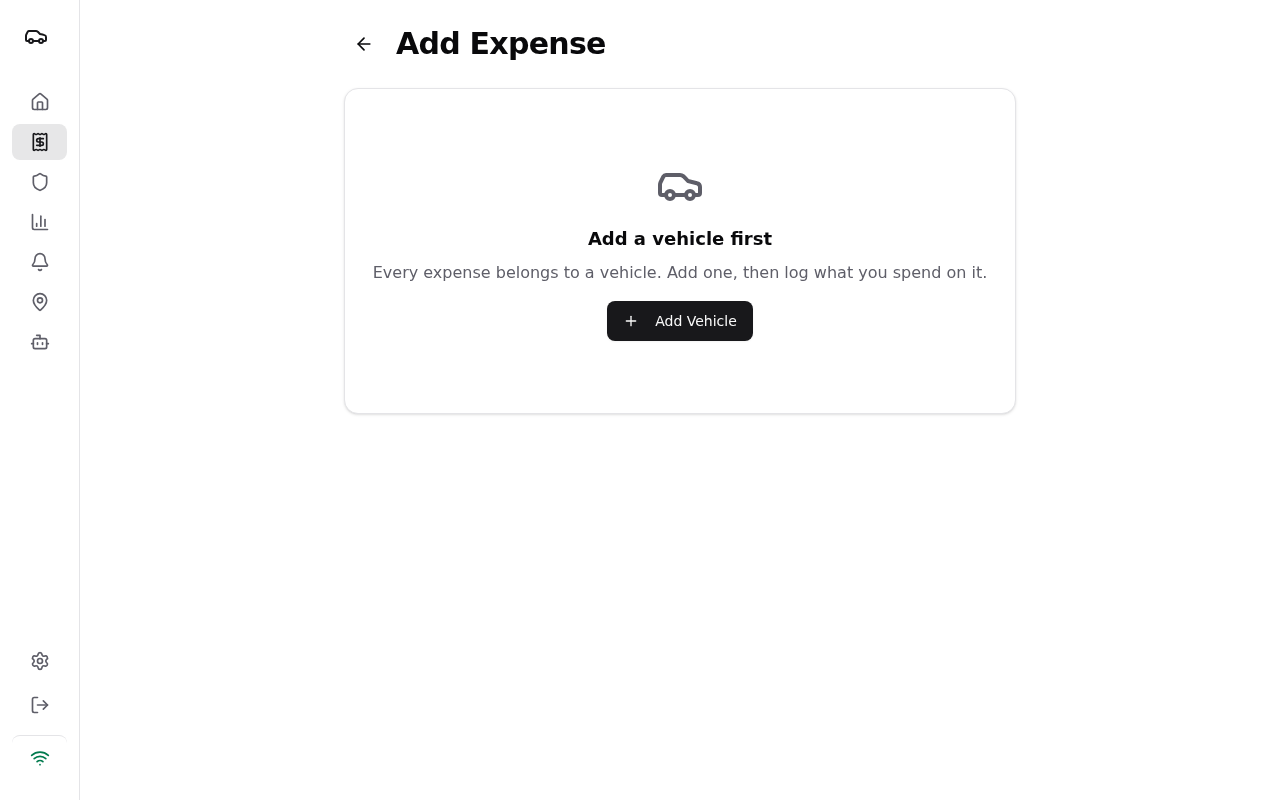 Add Expense
Add a vehicle first
Every expense belongs to a vehicle. Add one, then log what you spend on it.
Add Vehicle